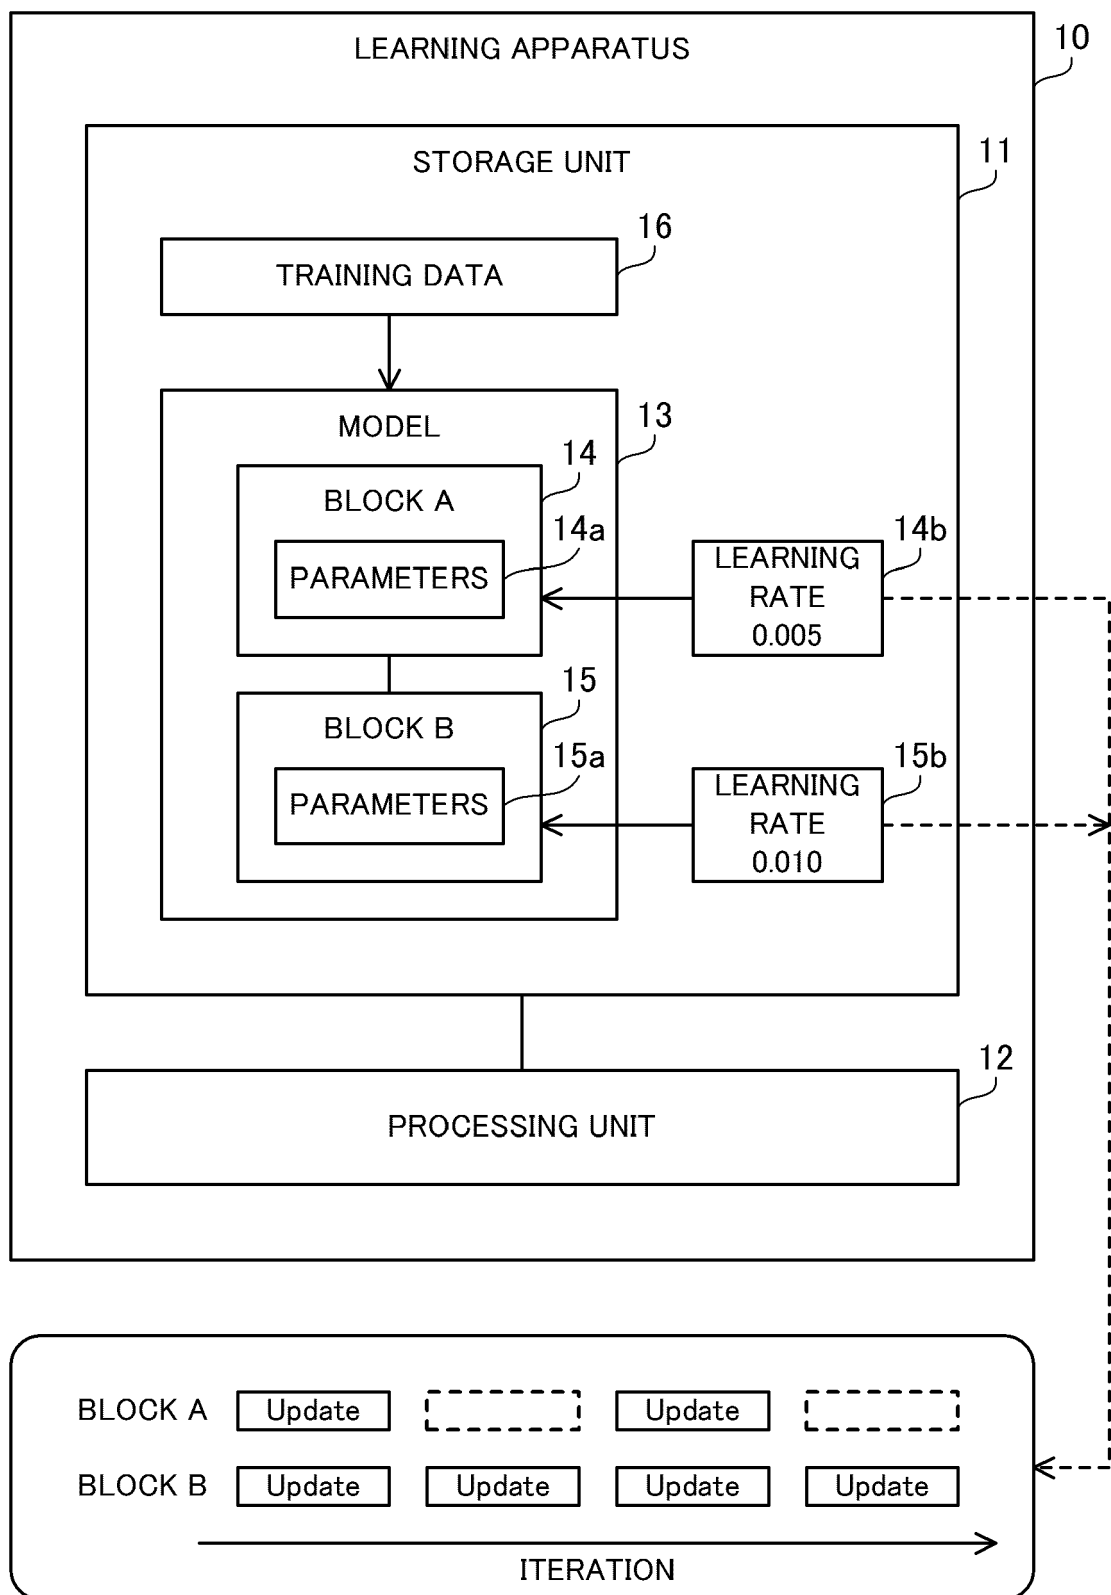 LEARNING APPARATUS
10
STORAGE UNIT
11
16
TRAINING DATA
MODEL
13
14
BLOCK A
14a
PARAMETERS
14b
LEARNING
RATE
0.005
15
BLOCK B
15a
PARAMETERS
15b
LEARNING
RATE
0.010
12
PROCESSING UNIT
BLOCK A Update Update
BLOCK B Update Update Update Update
ITERATION